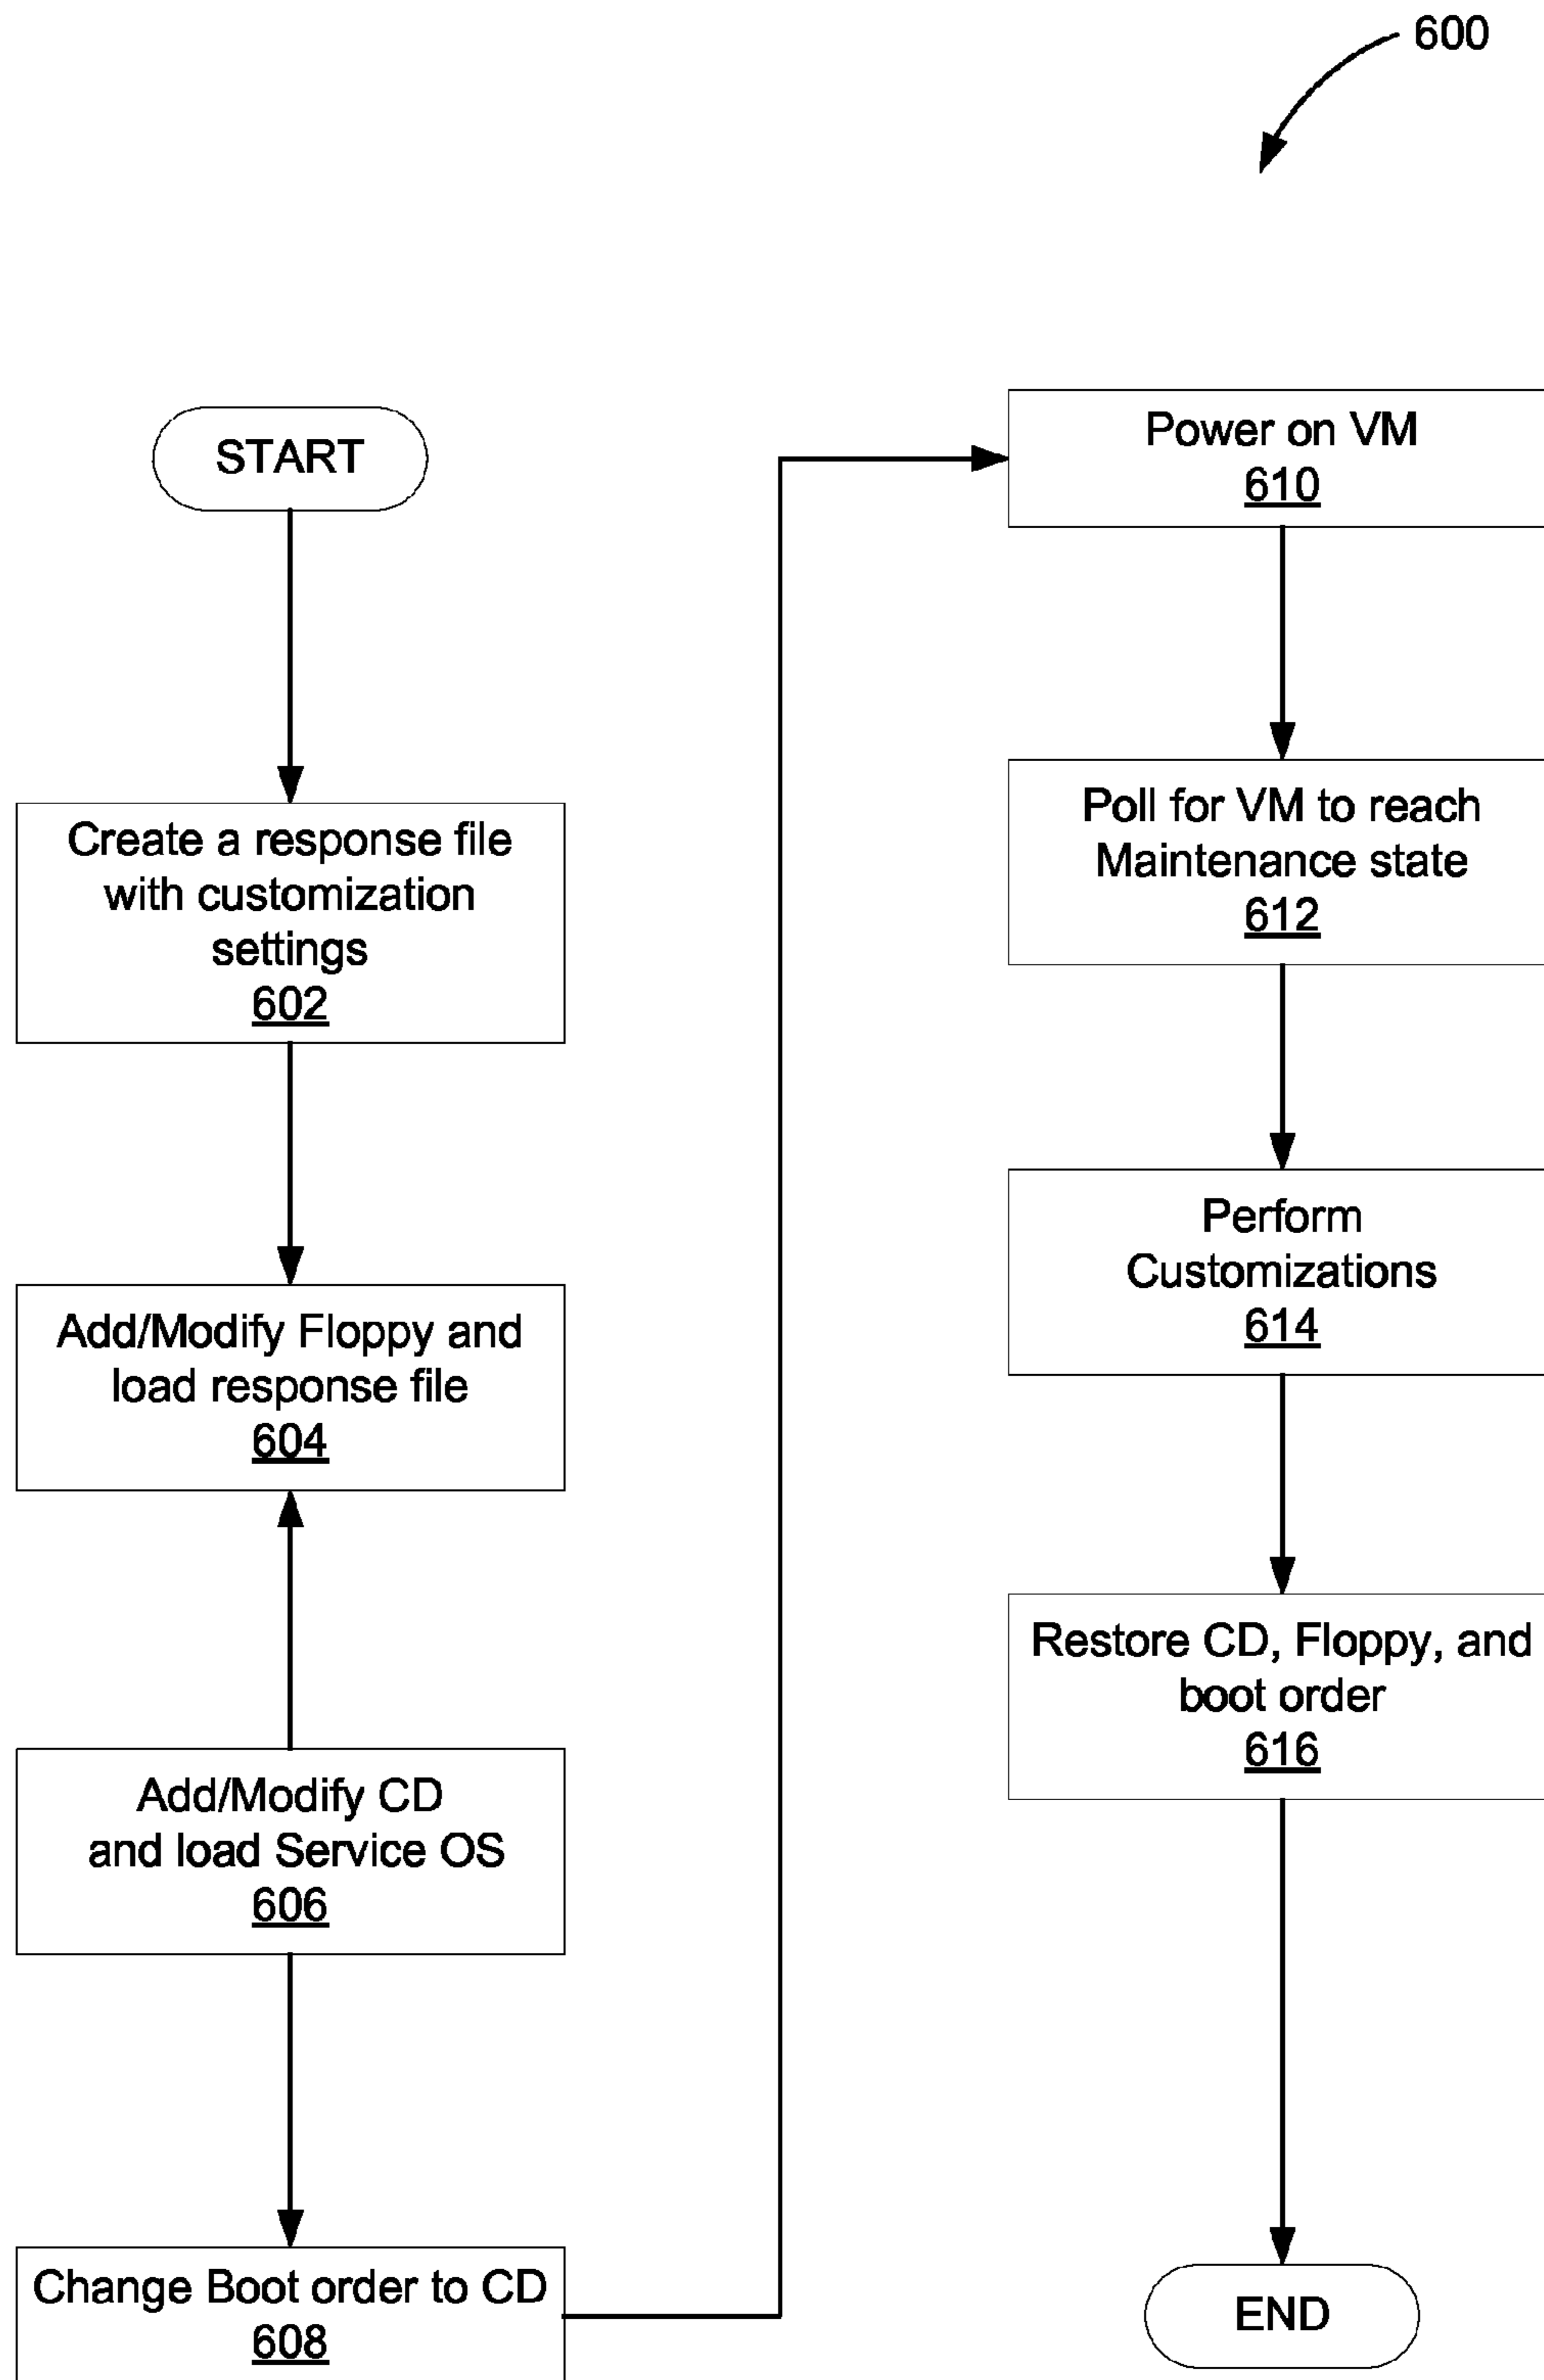 600
START
Create a response file
with customization
settings
602
Add/Modify Floppy and
load response file
604
Add/Modify CD
and load Service OS
606
Change Boot order to CD
608
Power on VM
610
Poll for VM to reach
Maintenance state
612
Perform
Customizations
614
Restore CD, Floppy, and
boot order
616
END